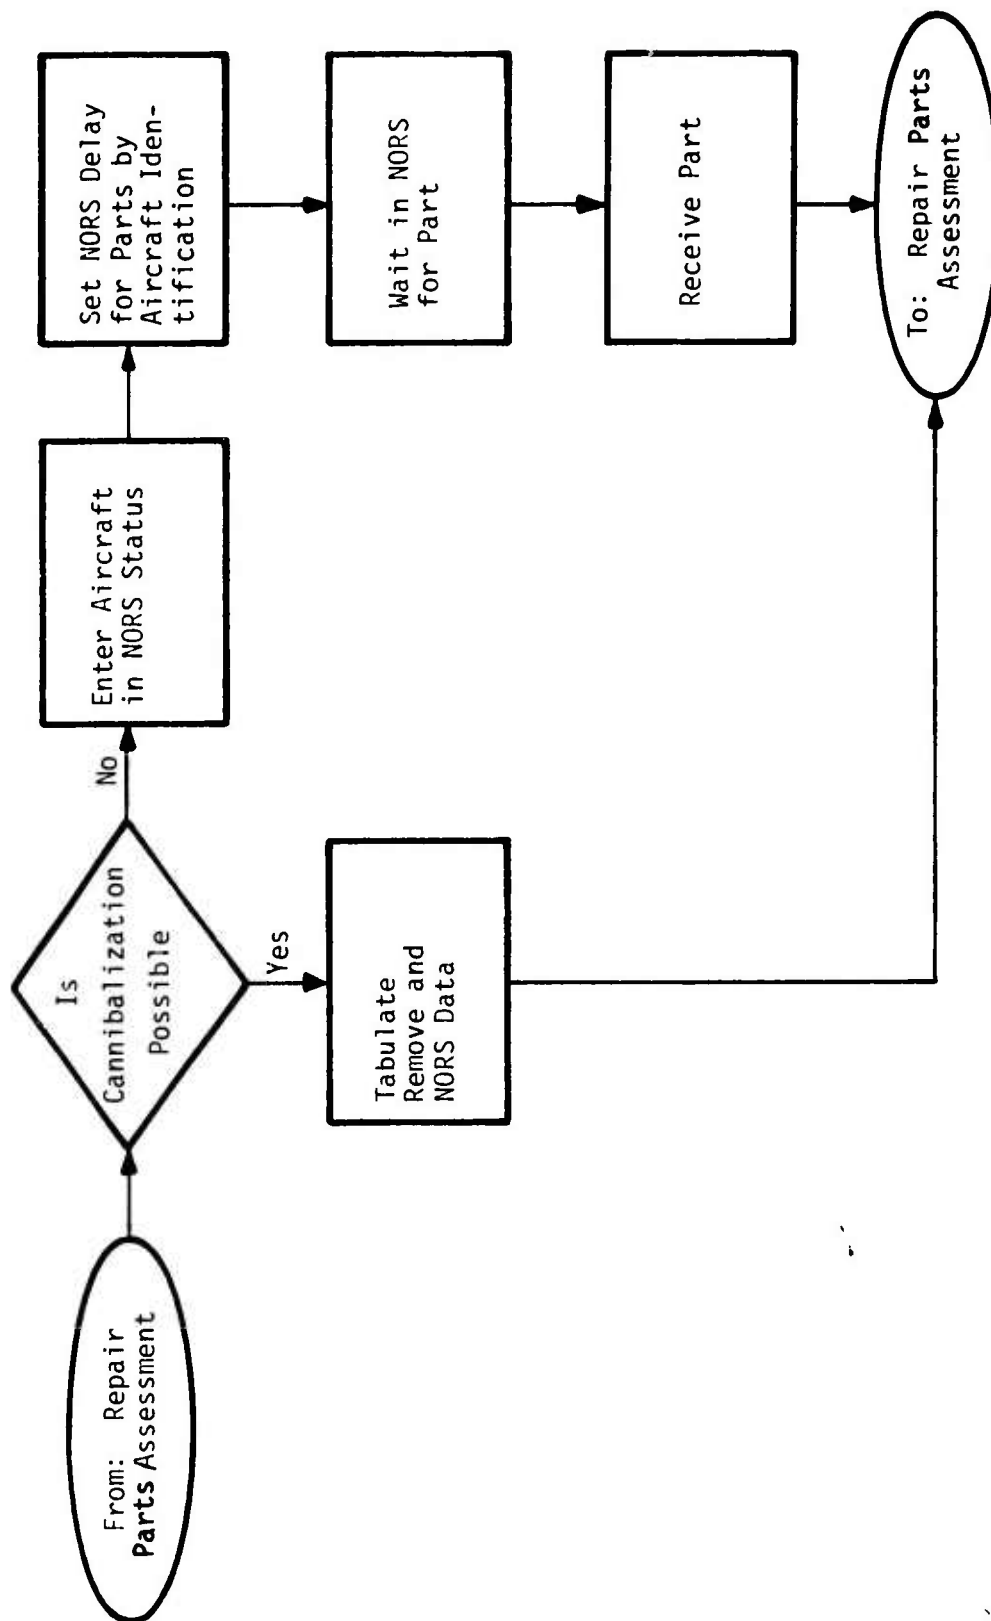 From: Repair
Parts Assessment
Is
Cannibalization
Possible
No
Enter Aircraft
in NORS Status
Set NORS Delay
for Parts by
Aircraft Iden-
tification
Yes
Tabulate
Remove and
NORS Data
Wait in NORS
for Part
Receive Part
To: Repair Parts
Assessment